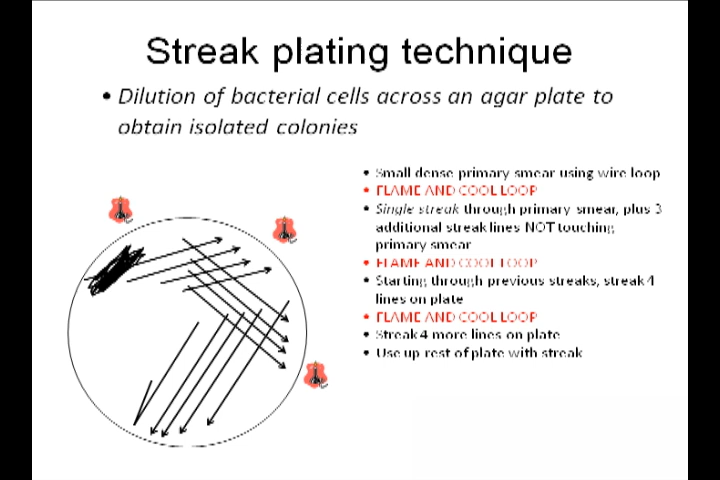 Streak plating technique
• Dilution of bacterial cells across an agar plate to
obtain isolated colonies
• Small dense primary smear using wire loop
• FLAME AND COOL LOOP
• Single streak through primary smear, plus 3
additional streak lines NOT touching
primary smear
• FLAME AND COOL LOOP
• Starting through previous streaks, streak 4
lines on plate
• FLAME AND COOL LOOP
• Streak 4 more lines on plate
• Use up rest of plate with streak